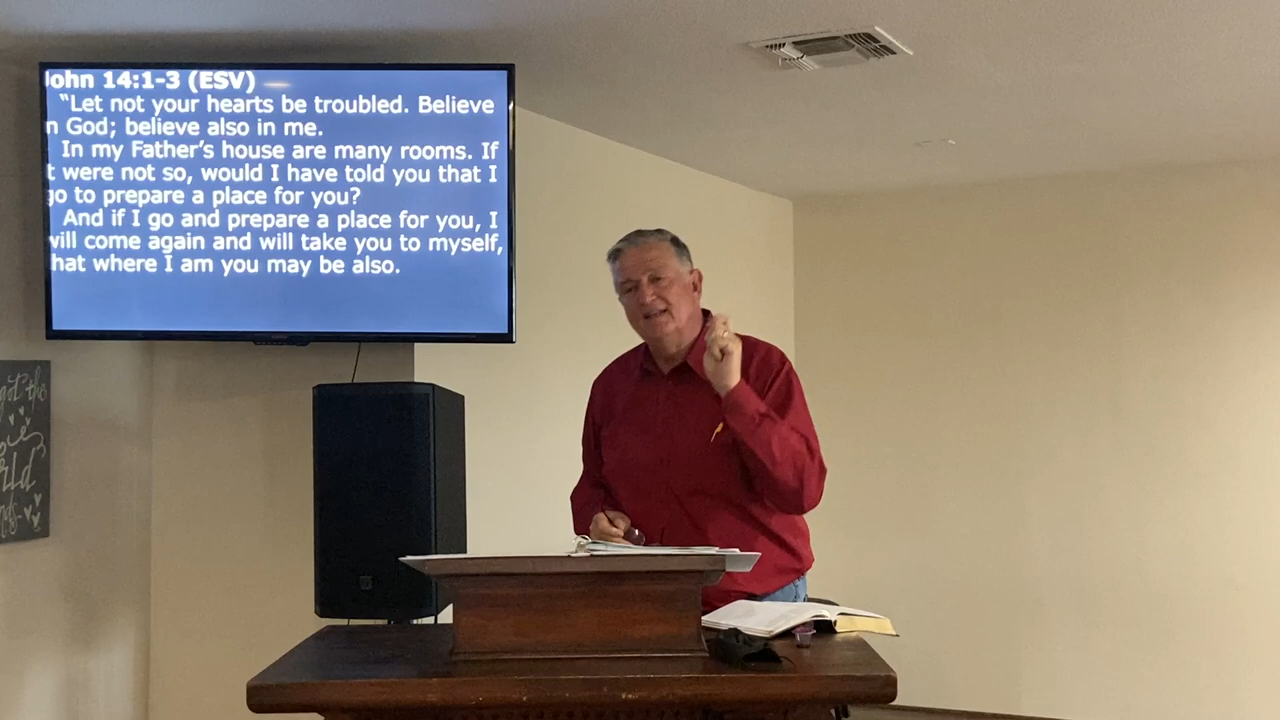 John 14:1-3 (ESV)
“Let not your hearts be troubled. Believe
n God; believe also in me.
In my Father’s house are many rooms. If
t were not so, would I have told you that I
go to prepare a place for you?
And if I go and prepare a place for you, I
will come again and will take you to myself,
hat where I am you may be also.
got the